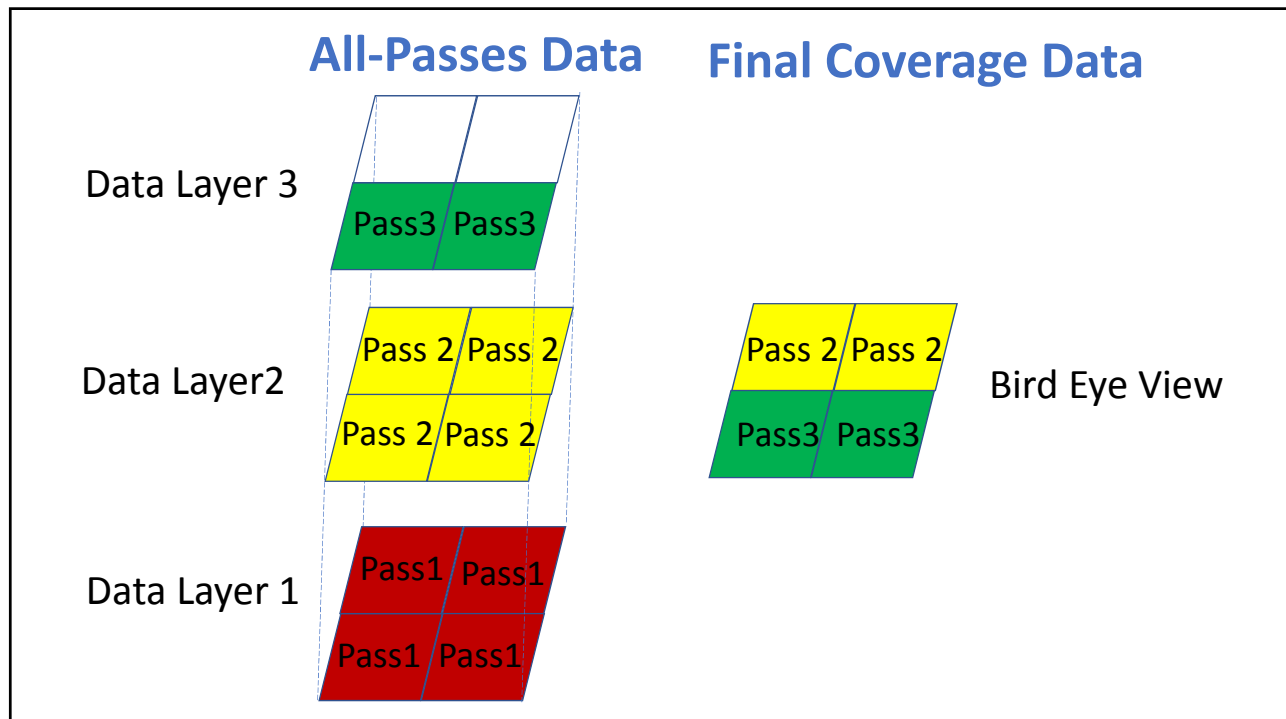 All-Passes Data
Final Coverage Data
Data Layer 3
Pass3 Pass3
Data Layer2
Pass 2 Pass 2
Pass 2 Pass 2
Pass 2 Pass 2
Pass3 Pass3
Bird Eye View
Data Layer 1
Pass1 Pass1
Pass1 Pass1